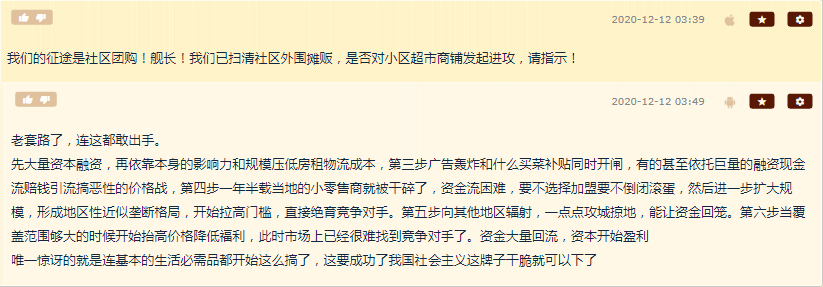 2020-12-12 03:39
我们的征途是社区团购！舰长！我们已扫清社区外围摊贩，是否对小区超市商铺发起进攻，请指示！
2020-12-12 03:49
老套路了，连这都敢出手。
先大量资本融资，再依靠本身的影响力和规模压低房租物流成本，第三步广告轰炸和什么买菜补贴同时开闸，有的甚至依托巨量的融资现金
流赔钱引流搞恶性的价格战，第四步一年半载当地的小零售商就被干碎了，资金流困难，要不选择加盟要不倒闭滚蛋，然后进一步扩大规
模，形成地区性近似垄断格局，开始拉高门槛，直接绝育竞争对手。第五步向其他地区辐射，一点点攻城掠地，能让资金回笼。第六步当覆
盖范围够大的时候开始抬高价格降低福利，此时市场上已经很难找到竞争对手了。资金大量回流，资本开始盈利
唯一惊讶的就是连基本的生活必需品都开始这么搞了，这要成功了我国社会主义这牌子干脆就可以下了